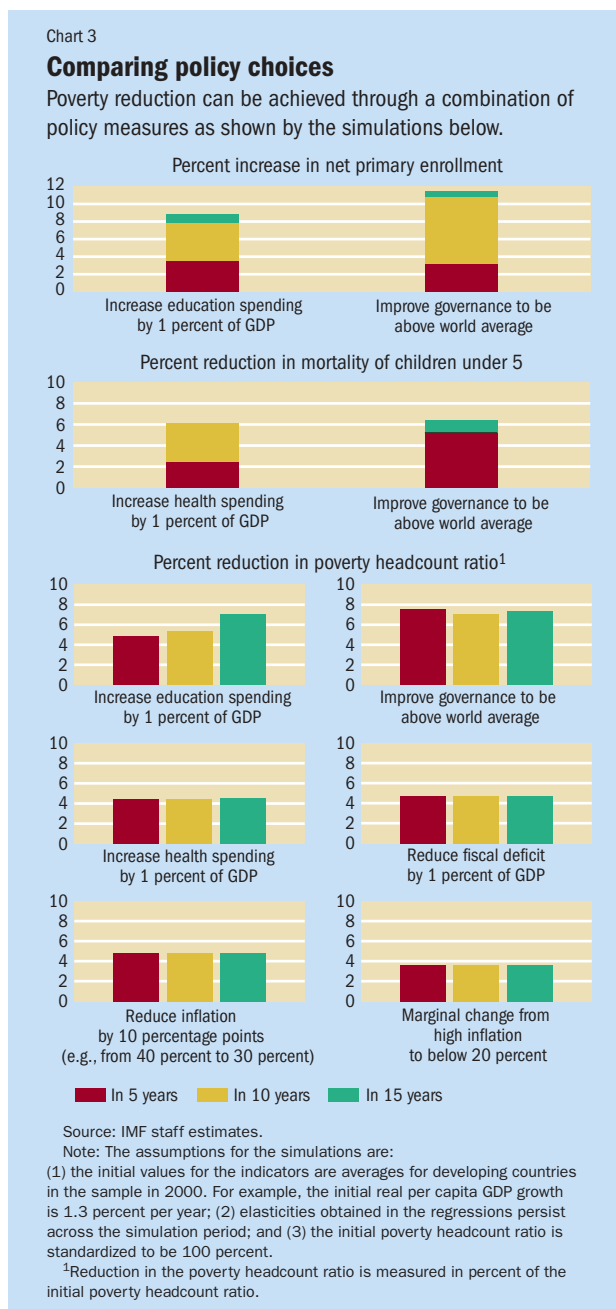 Chart 3
Comparing policy choices
Poverty reduction can be achieved through a combination of
policy measures as shown by the simulations below.
Percent increase in net primary enrollment
12
10
8
6
4
2
0
Increase education spending
by 1 percent of GDP
Improve governance to be
above world average
Percent reduction in mortality of children under 5
10
8
6
4
2
0
Increase health spending
by 1 percent of GDP
Improve governance to be
above world average
Percent reduction in poverty headcount ratio1
10
8
6
4
2
0
Increase education spending
by 1 percent of GDP
10
8
6
4
2
0
Improve governance to be
above world average
10
8
6
4
2
0
Increase health spending
by 1 percent of GDP
10
8
6
4
2
0
Reduce fiscal deficit
by 1 percent of GDP
10
8
6
4
2
0
Reduce inflation
by 10 percentage points
(e.g., from 40 percent to 30 percent)
10
8
6
4
2
0
Marginal change from
high inflation
to below 20 percent
In 5 years In 10 years In 15 years
Source: IMF staff estimates.
Note: The assumptions for the simulations are:
(1) the initial values for the indicators are averages for developing countries
in the sample in 2000. For example, the initial real per capita GDP growth
is 1.3 percent per year; (2) elasticities obtained in the regressions persist
across the simulation period; and (3) the initial poverty headcount ratio is
standardized to be 100 percent.
1Reduction in the poverty headcount ratio is measured in percent of the
initial poverty headcount ratio.